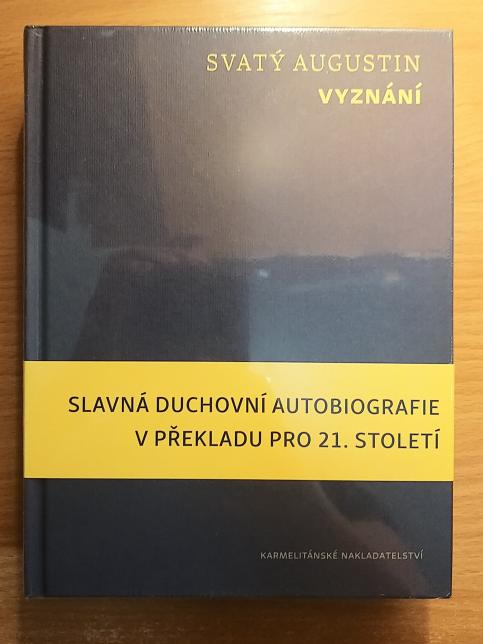 SVATÝ AUGUSTIN
VYZNÁNÍ
SLAVNÁ DUCHOVNÍ AUTOBIOGRAFIE
V PŘEKLADU PRO 21. STOLETÍ
KARMELITÁNSKÉ NAKLADATELSTVÍ